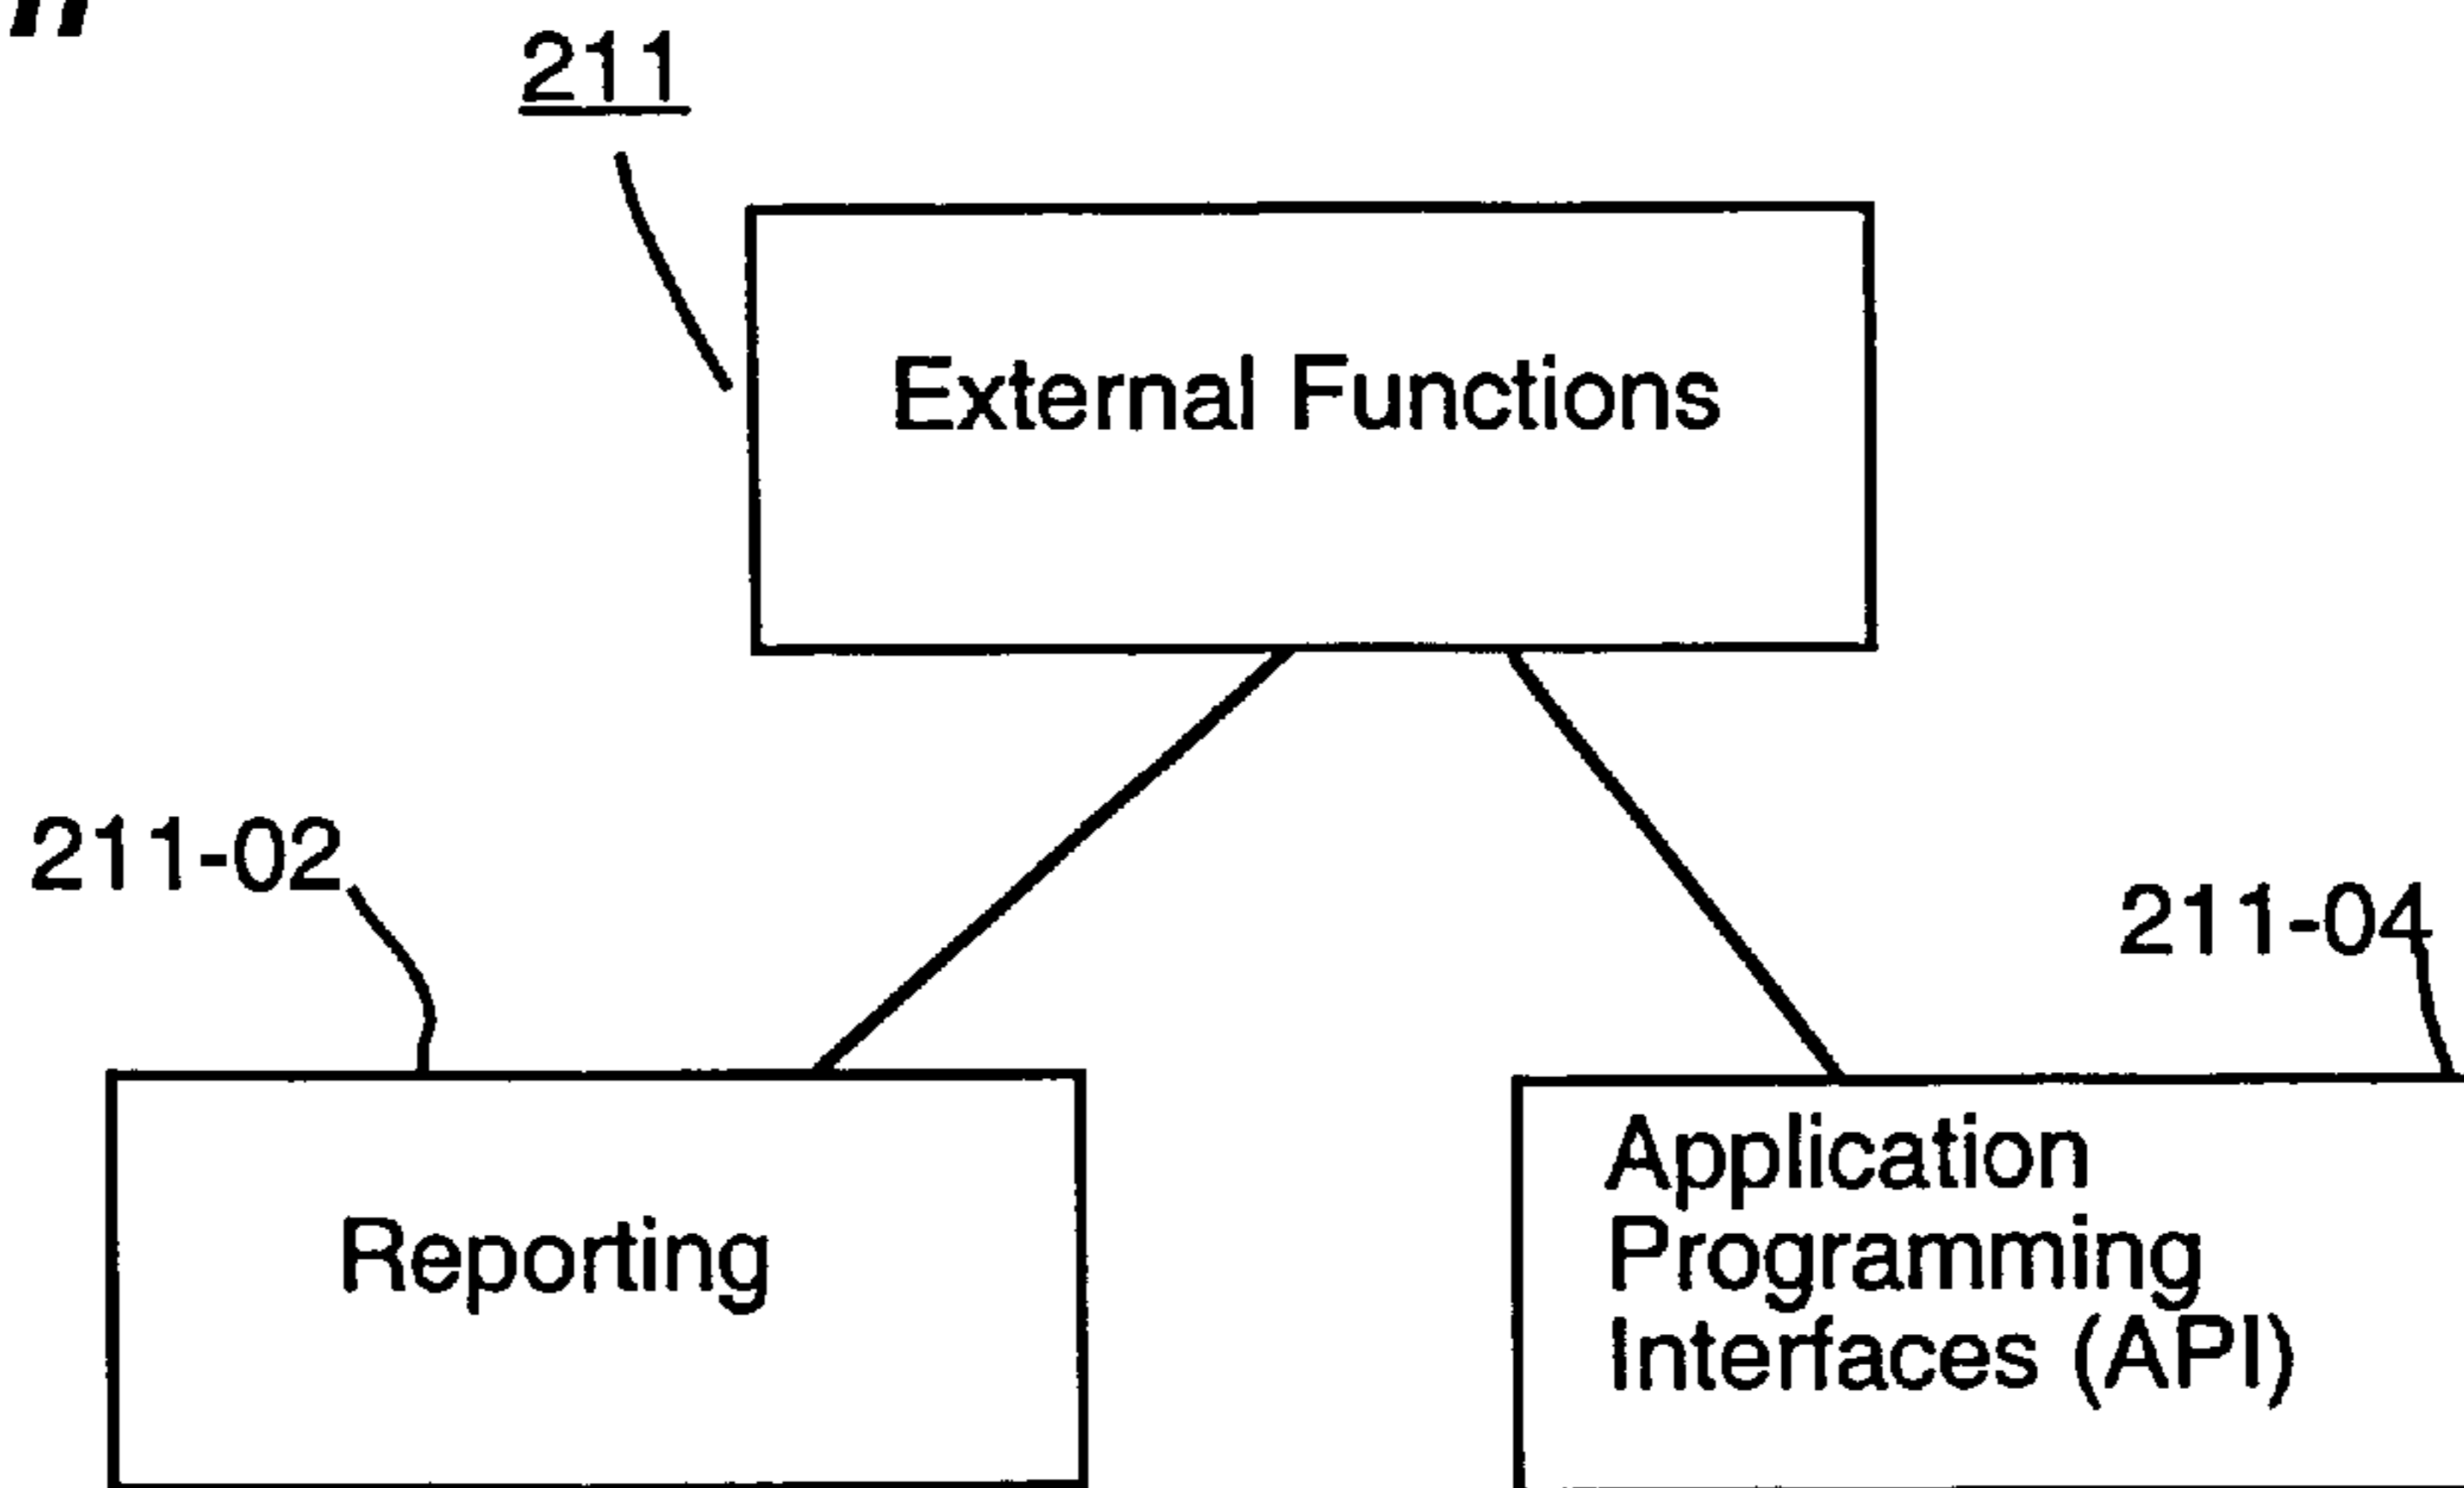 211
External Functions
211-02
211-04
Reporting
Application
Programming
Interfaces (API)